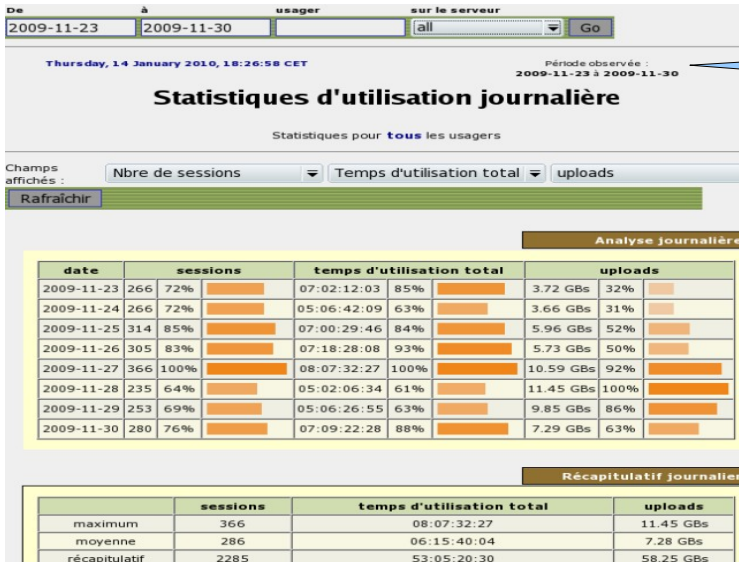 De à usager sur le serveur
2009-11-23 2009-11-30 all Go
Thursday, 14 January 2010, 18:26:58 CET
Période observée :
2009-11-23 à 2009-11-30
Statistiques d'utilisation journalière
Statistiques pour tous les usagers
Champs affichés : Nbre de sessions Temps d'utilisation total uploads
Rafraîchir
Analyse journalière
date sessions temps d'utilisation total uploads
2009-11-23 266 72% 07:02:12:03 85% 3.72 GBs 32%
2009-11-24 266 72% 05:06:42:09 63% 3.66 GBs 31%
2009-11-25 314 85% 07:00:29:46 84% 5.96 GBs 52%
2009-11-26 305 83% 07:18:28:08 93% 5.73 GBs 50%
2009-11-27 366 100% 08:07:32:27 100% 10.59 GBs 92%
2009-11-28 235 64% 05:02:06:34 61% 11.45 GBs 100%
2009-11-29 253 69% 05:06:26:55 63% 9.85 GBs 86%
2009-11-30 280 76% 07:09:22:28 88% 7.29 GBs 63%
Récapitulatif journalier
sessions temps d'utilisation total uploads
maximum 366 08:07:32:27 11.45 GBs
moyenne 286 06:15:40:04 7.28 GBs
récapitulatif 2285 53:05:20:30 58.25 GBs